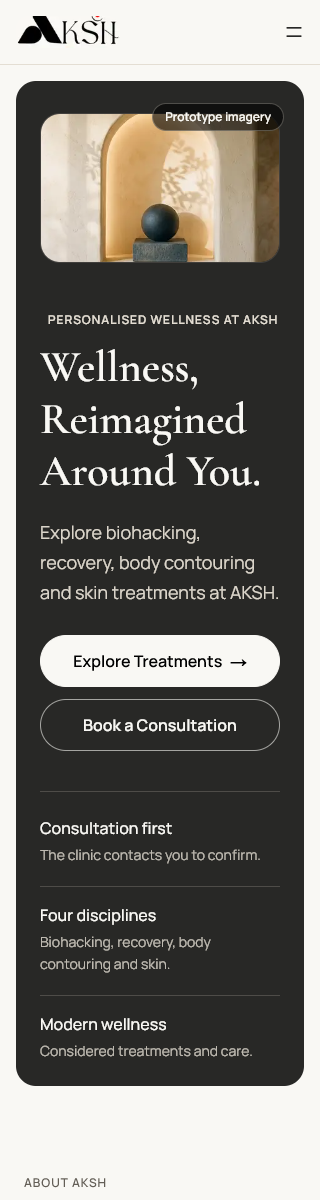 AKSH
Prototype imagery
PERSONALISED WELLNESS AT AKSH
Wellness,
Reimagined
Around You.
Explore biohacking,
recovery, body contouring
and skin treatments at AKSH.
Explore Treatments →
Book a Consultation
Consultation first
The clinic contacts you to confirm.
Four disciplines
Biohacking, recovery, body
contouring and skin.
Modern wellness
Considered treatments and care.
ABOUT AKSH